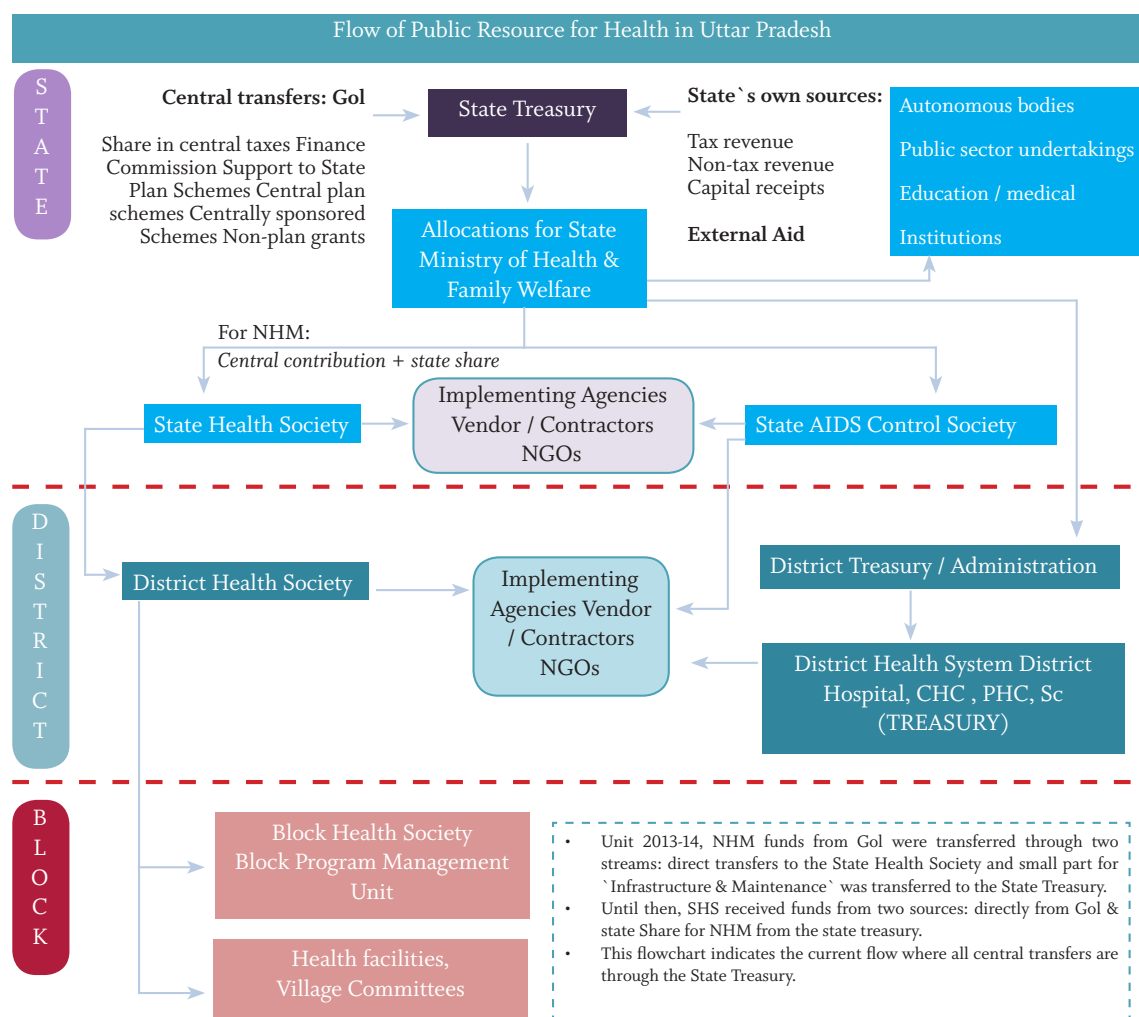 Flow of Public Resource for Health in Uttar Pradesh
S
T
A
T
E
Central transfers: GoI
Share in central taxes Finance
Commission Support to State
Plan Schemes Central plan
schemes Centrally sponsored
Schemes Non-plan grants
State Treasury
State`s own sources:
Tax revenue
Non-tax revenue
Capital receipts
External Aid
Autonomous bodies
Public sector undertakings
Education / medical
Institutions
Allocations for State
Ministry of Health &
Family Welfare
For NHM:
Central contribution + state share
State Health Society
Implementing Agencies
Vendor / Contractors
NGOs
State AIDS Control Society
D
I
S
T
R
I
C
T
District Health Society
Implementing
Agencies Vendor
/ Contractors
NGOs
District Treasury / Administration
District Health System District
Hospital, CHC , PHC, Sc
(TREASURY)
B
L
O
C
K
Block Health Society
Block Program Management
Unit
Health facilities,
Village Committees
• Unit 2013-14, NHM funds from GoI were transferred through two
streams: direct transfers to the State Health Society and small part for
`Infrastructure & Maintenance` was transferred to the State Treasury.
• Until then, SHS received funds from two sources: directly from GoI &
state Share for NHM from the state treasury.
• This flowchart indicates the current flow where all central transfers are
through the State Treasury.